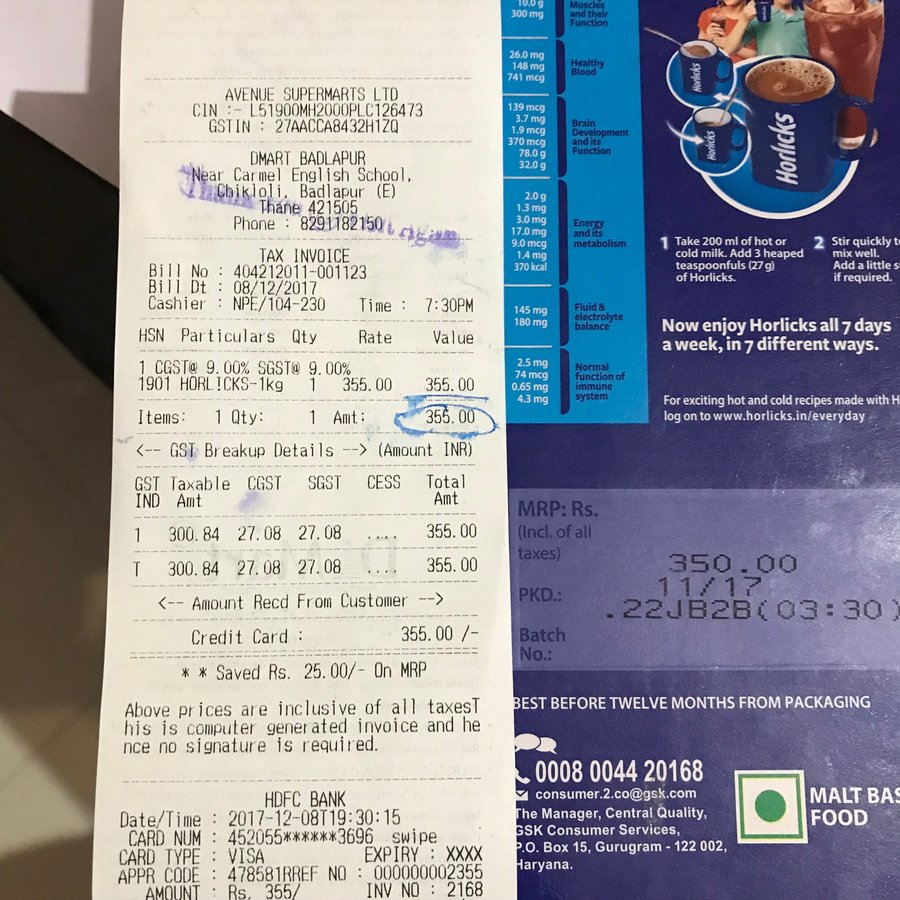 AVENUE SUPERMARTS LTD
CIN :- L51900MH2000PLC126473
GSTIN : 27AACCA8432H1ZQ
DMART BADLAPUR
Near Carmel English School,
Chikloli, Badlapur (E)
Thane 421505
Phone : 8291182150
Thank
Again
TAX INVOICE
Bill No : 404212011-001123
Bill Dt : 08/12/2017
Cashier : NPE/104-230 Time : 7:30PM
HSN Particulars Qty Rate Value
1 CGST@ 9.00% SGST@ 9.00%
1901 HORLICKS-1kg 1 355.00 355.00
Items: 1 Qty: 1 Amt: 355.00
<-- GST Breakup Details --> (Amount INR)
GST Taxable CGST SGST CESS Total
IND Amt Amt
1 300.84 27.08 27.08 .... 355.00
T 300.84 27.08 27.08 .... 355.00
<-- Amount Recd From Customer -->
Credit Card : 355.00 /-
* * Saved Rs. 25.00/- On MRP
Above prices are inclusive of all taxesT
his is computer generated invoice and he
nce no signature is required.
HDFC BANK
Date/Time : 2017-12-08T19:30:15
CARD NUM : 452055******3696 swipe
CARD TYPE : VISA EXPIRY : XXXX
APPR CODE : 478581RREF NO : 000000002355
AMOUNT : Rs. 355/ INV NO : 2168
10.0 g
300 mg
Muscles
and their
Function
26.0 mg
148 mg
741 mcg
Healthy
Blood
139 mcg
3.7 mg
1.9 mcg
370 mcg
78.0 g
32.0 g
Brain
Development
and its
Function
2.0 g
1.3 mg
3.0 mg
17.0 mg
9.0 mcg
1.4 mg
370 kcal
Energy
and its
metabolism
145 mg
180 mg
Fluid &
electrolyte
balance
2.5 mg
74 mcg
0.65 mg
4.3 mg
Normal
function of
immune
system
Horlicks
Horlicks
Horlicks
1 Take 200 ml of hot or
cold milk. Add 3 heaped
teaspoonfuls (27 g)
of Horlicks.
2 Stir quickly to
mix well.
Add a little su
if required.
Now enjoy Horlicks all 7 days
a week, in 7 different ways.
For exciting hot and cold recipes made with H
log on to www.horlicks.in/everyday
MRP: Rs.
(Incl. of all
taxes)
350.00
PKD.: 11/17
.22JB2B(03:30)
Batch
No.:
BEST BEFORE TWELVE MONTHS FROM PACKAGING
0008 0044 20168
consumer.2.co@gsk.com
The Manager, Central Quality,
GSK Consumer Services,
P.O. Box 15, Gurugram - 122 002,
Haryana.
MALT BAS
FOOD